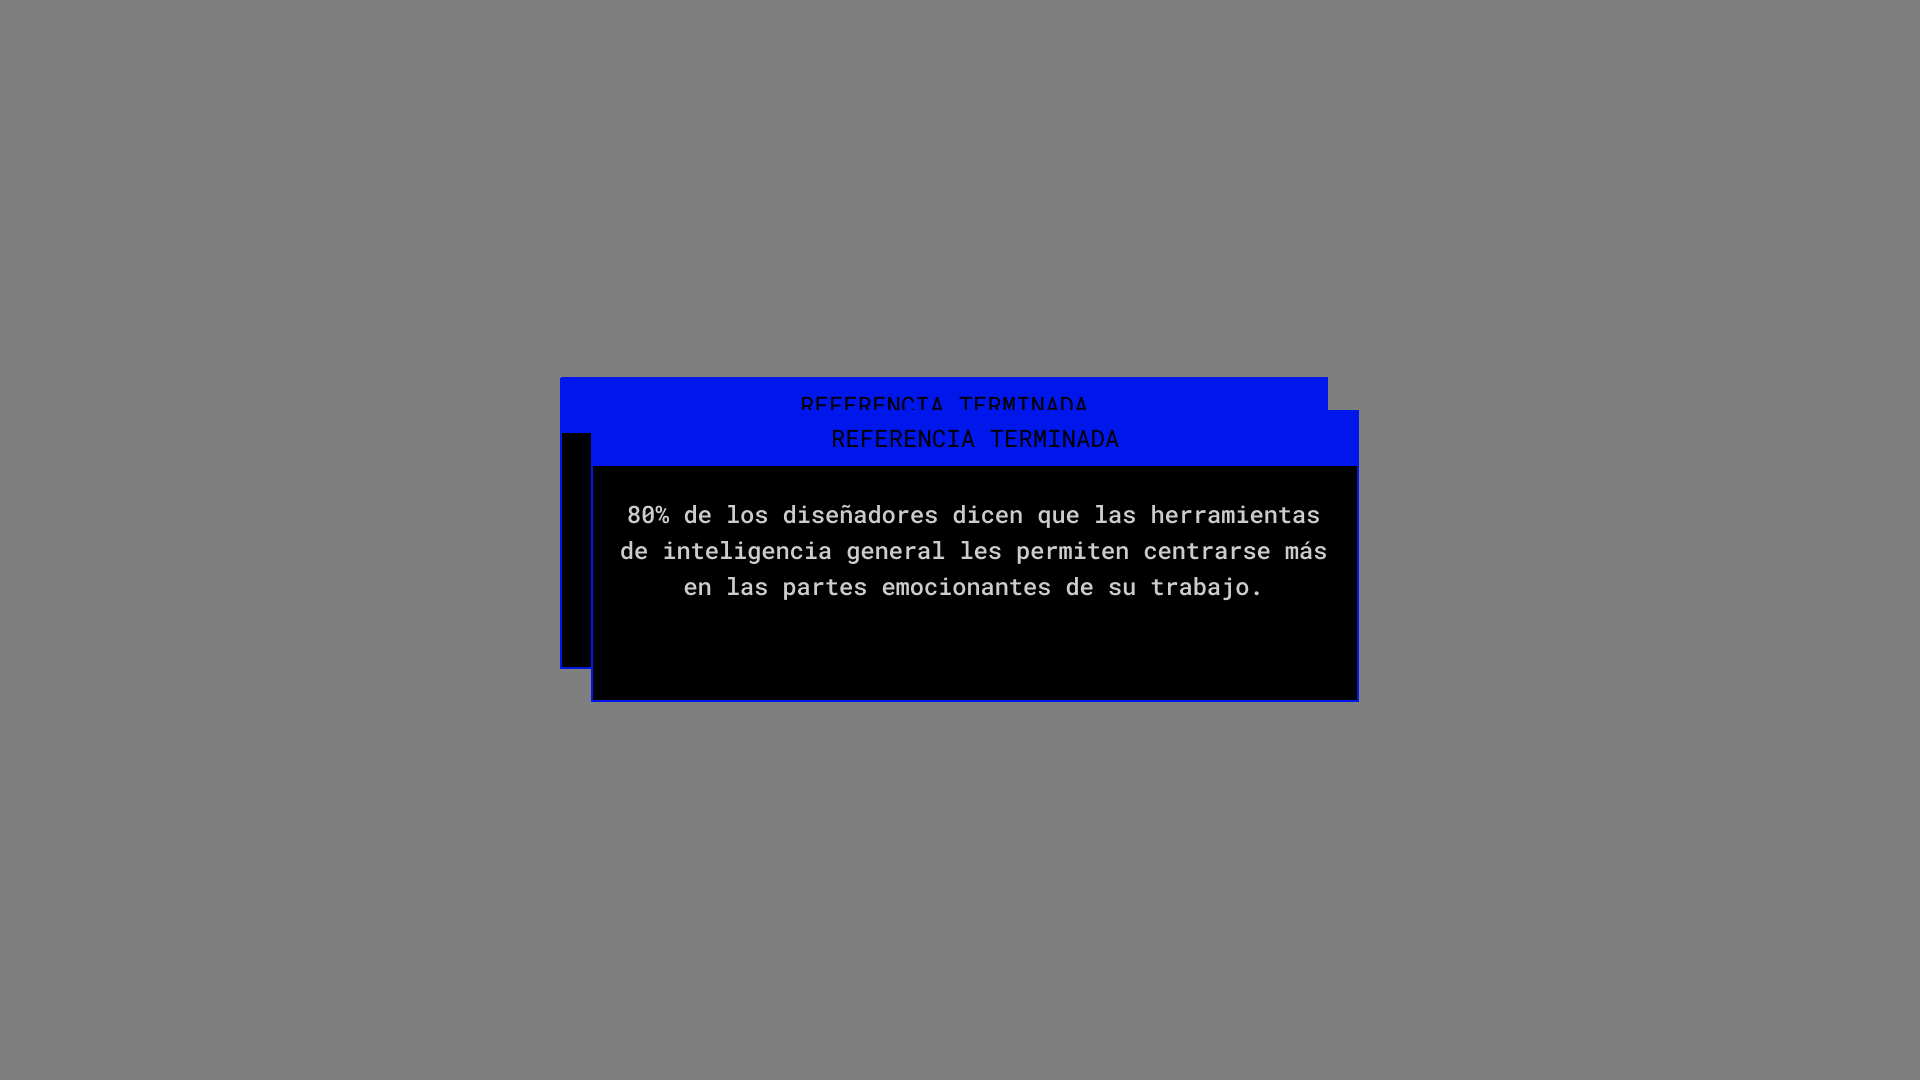 REFERENCIA TERMINADA
REFERENCIA TERMINADA
80% de los diseñadores dicen que las herramientas
de inteligencia general les permiten centrarse más
en las partes emocionantes de su trabajo.